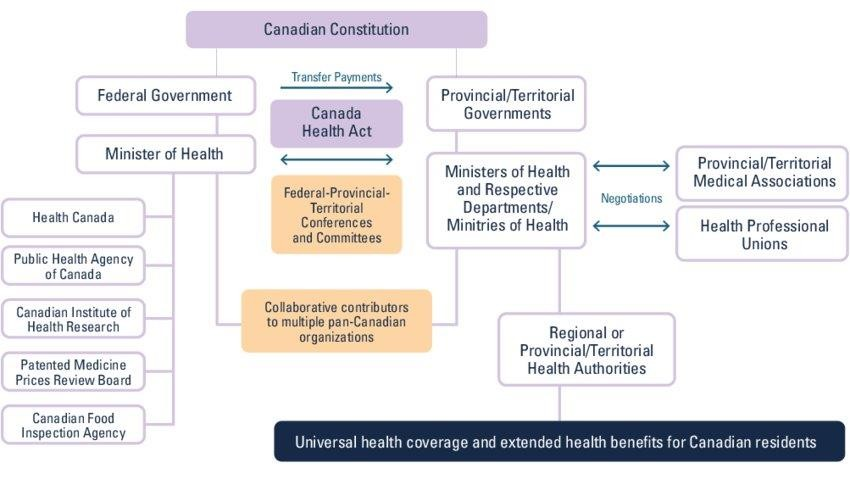 Canadian Constitution
Transfer Payments
Federal Government
Canada
Health Act
Provincial/Territorial
Governments
Minister of Health
Federal-Provincial-
Territorial
Conferences
and Committees
Ministers of Health
and Respective
Departments/
Minitries of Health
Negotiations
Provincial/Territorial
Medical Associations
Health Professional
Unions
Health Canada
Public Health Agency
of Canada
Canadian Institute of
Health Research
Patented Medicine
Prices Review Board
Canadian Food
Inspection Agency
Collaborative contributors
to multiple pan-Canadian
organizations
Regional or
Provincial/Territorial
Health Authorities
Universal health coverage and extended health benefits for Canadian residents